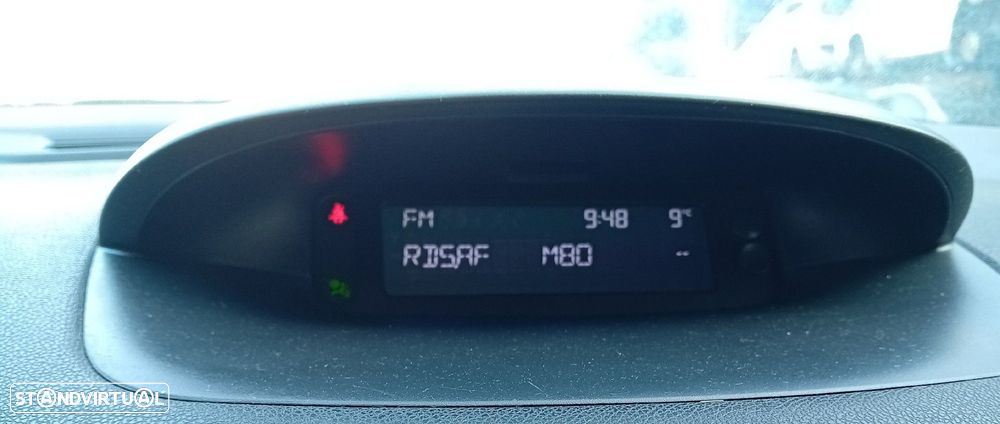 FM 9:48 9°C
RDSAF M80 --
STANDVIRTUAL